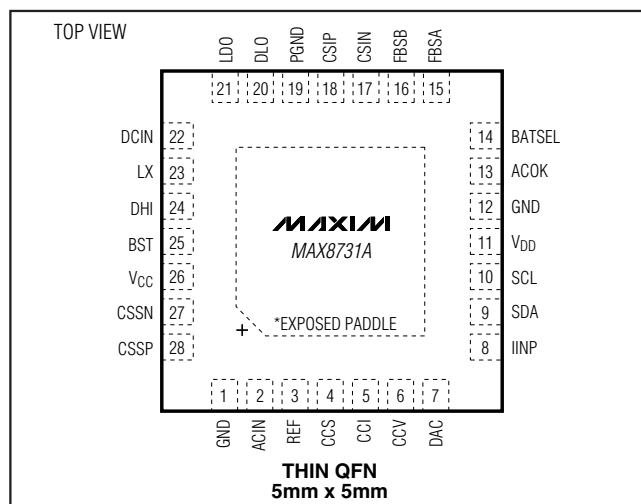 TOP VIEW
LDO DLO PGND CSIP CSIN FBSB FBSA
21 20 19 18 17 16 15
DCIN 22 14 BATSEL
LX 23 13 ACOK
DHI 24 12 GND
BST 25 11 VDD
VCC 26 10 SCL
CSSN 27 9 SDA
CSSP 28 8 IINP
MAXIM
MAX8731A
+ *EXPOSED PADDLE
1 2 3 4 5 6 7
GND ACIN REF CCS CCI CCV DAC
THIN QFN
5mm x 5mm